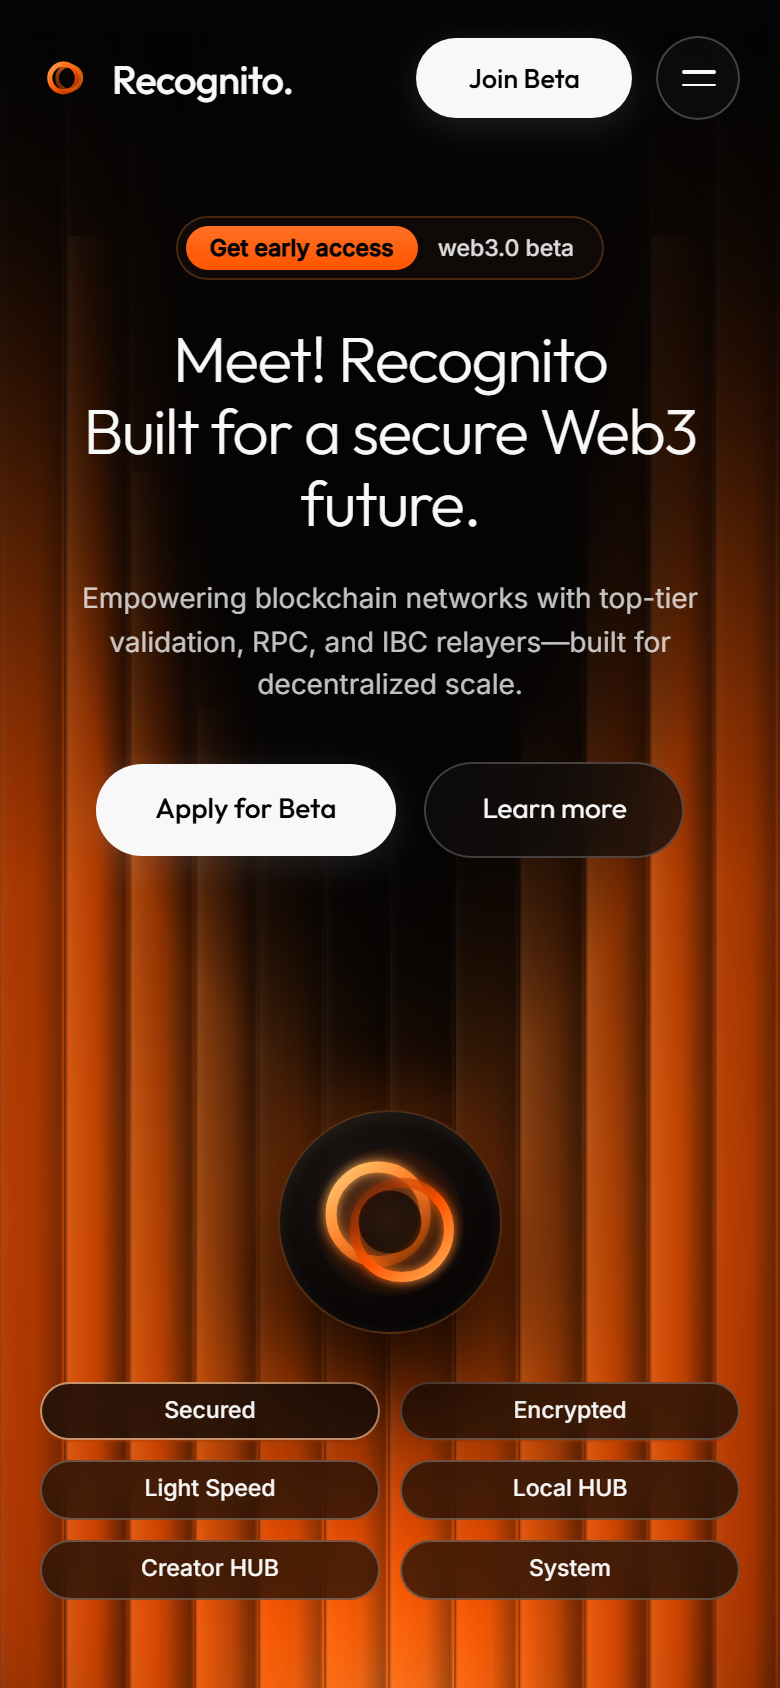 Recognito.
Join Beta
Get early access web3.0 beta
Meet! Recognito
Built for a secure Web3
future.
Empowering blockchain networks with top-tier
validation, RPC, and IBC relayers—built for
decentralized scale.
Apply for Beta
Learn more
Secured
Encrypted
Light Speed
Local HUB
Creator HUB
System